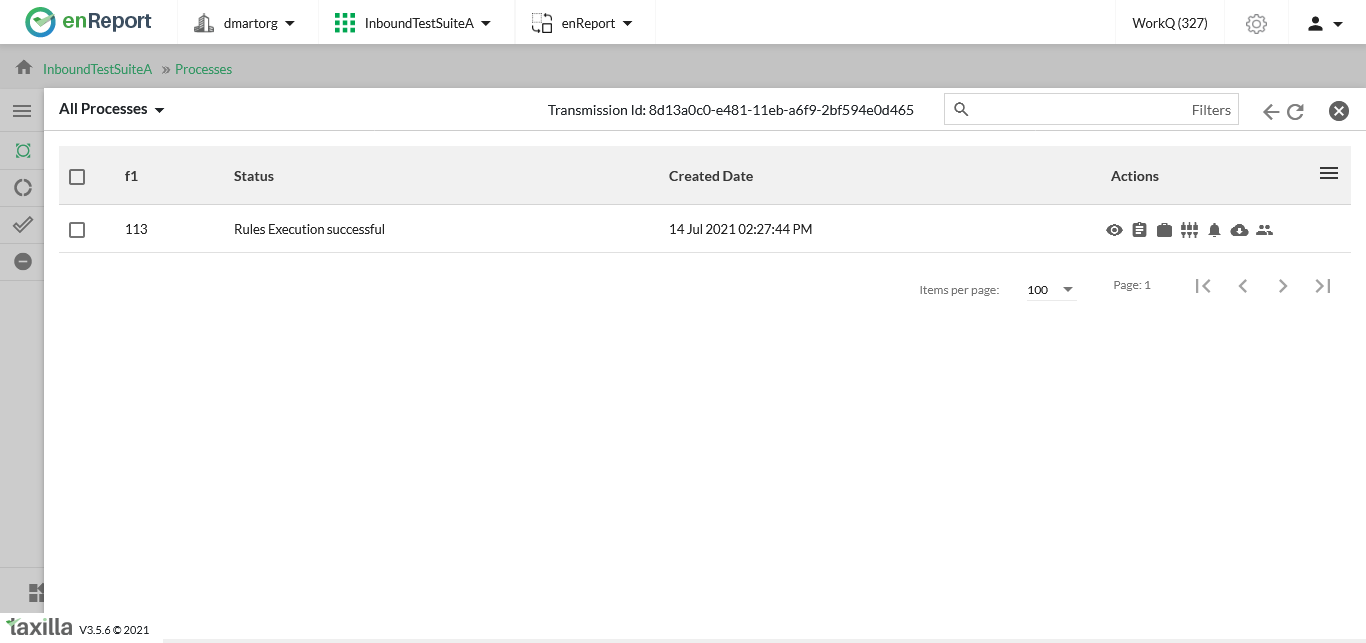 enReport dmartorg InboundTestSuiteA enReport WorkQ (327)
InboundTestSuiteA » Processes
All Processes Transmission Id: 8d13a0c0-e481-11eb-a6f9-2bf594e0d465 Filters
f1 Status Created Date Actions
113 Rules Execution successful 14 Jul 2021 02:27:44 PM
Items per page: 100 Page: 1
taxilla V3.5.6 © 2021